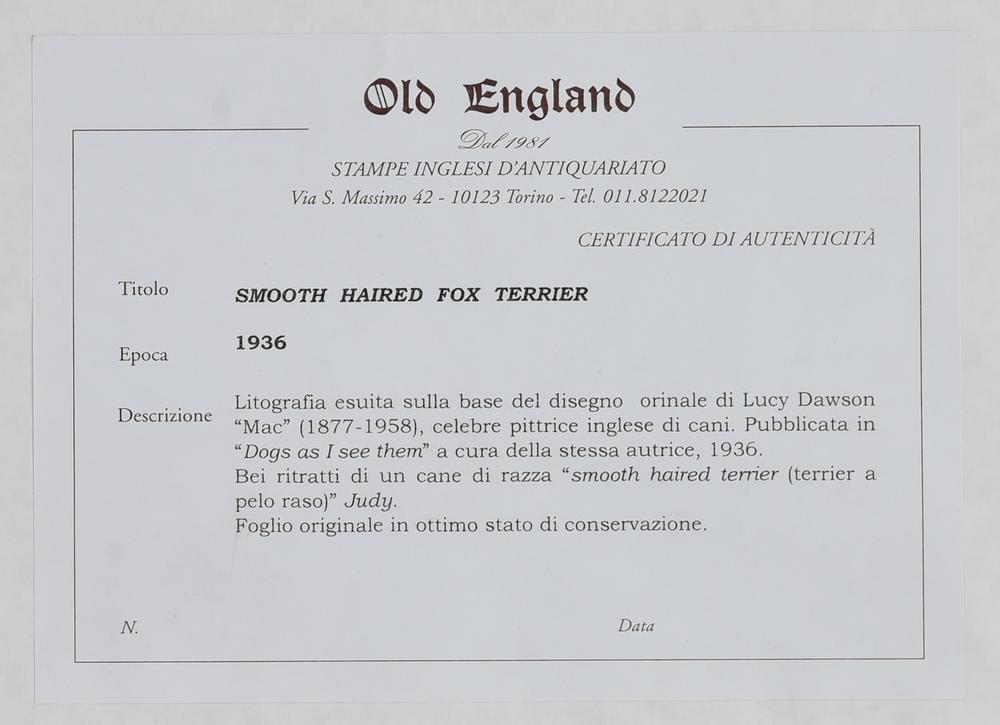 Old England
Dal 1981
STAMPE INGLESI D'ANTIQUARIATO
Via S. Massimo 42 - 10123 Torino - Tel. 011.8122021
CERTIFICATO DI AUTENTICITÀ
Titolo SMOOTH HAIRED FOX TERRIER
Epoca 1936
Descrizione Litografia esuita sulla base del disegno orinale di Lucy Dawson
“Mac” (1877-1958), celebre pittrice inglese di cani. Pubblicata in
“Dogs as I see them” a cura della stessa autrice, 1936.
Bei ritratti di un cane di razza “smooth haired terrier (terrier a
pelo raso)” Judy.
Foglio originale in ottimo stato di conservazione.
N. Data